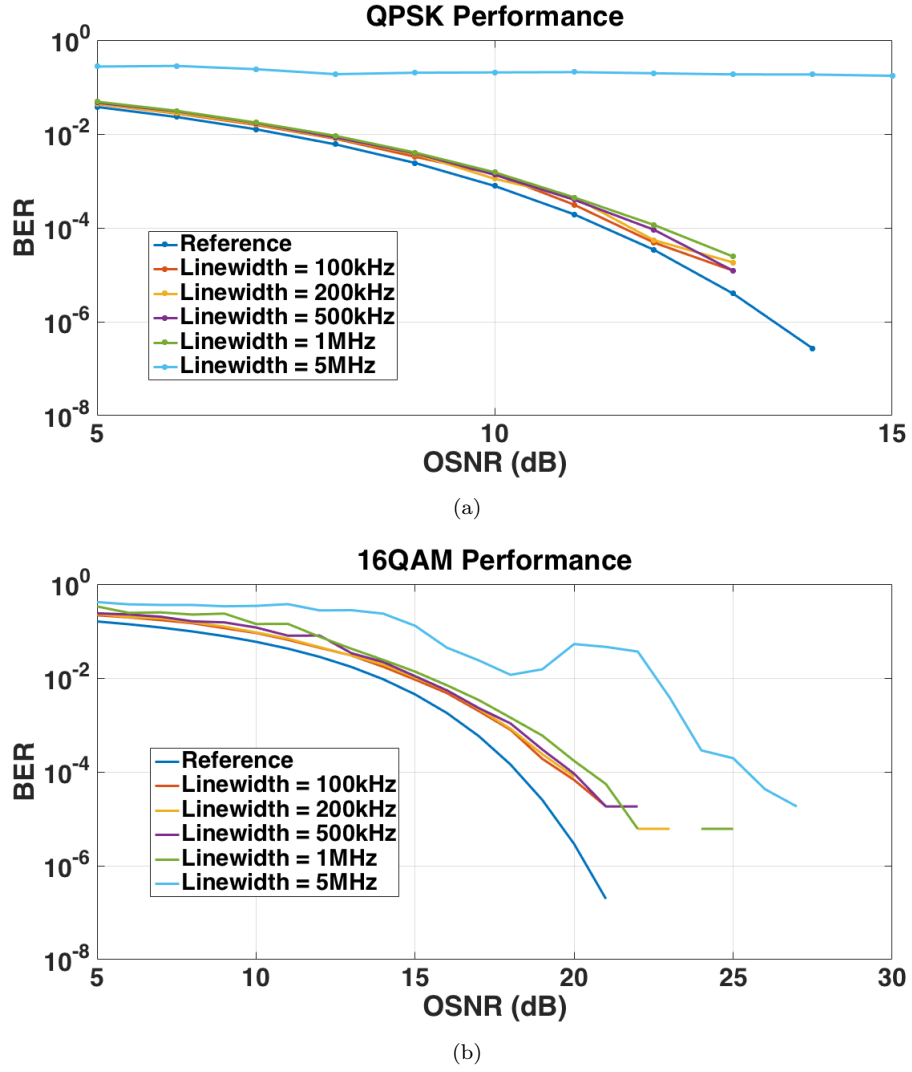 QPSK Performance
10^0
10^-2
10^-4
10^-6
10^-8
BER
Reference
Linewidth = 100kHz
Linewidth = 200kHz
Linewidth = 500kHz
Linewidth = 1MHz
Linewidth = 5MHz
5 10 15
OSNR (dB)
(a)
16QAM Performance
10^0
10^-2
10^-4
10^-6
10^-8
BER
Reference
Linewidth = 100kHz
Linewidth = 200kHz
Linewidth = 500kHz
Linewidth = 1MHz
Linewidth = 5MHz
5 10 15 20 25 30
OSNR (dB)
(b)